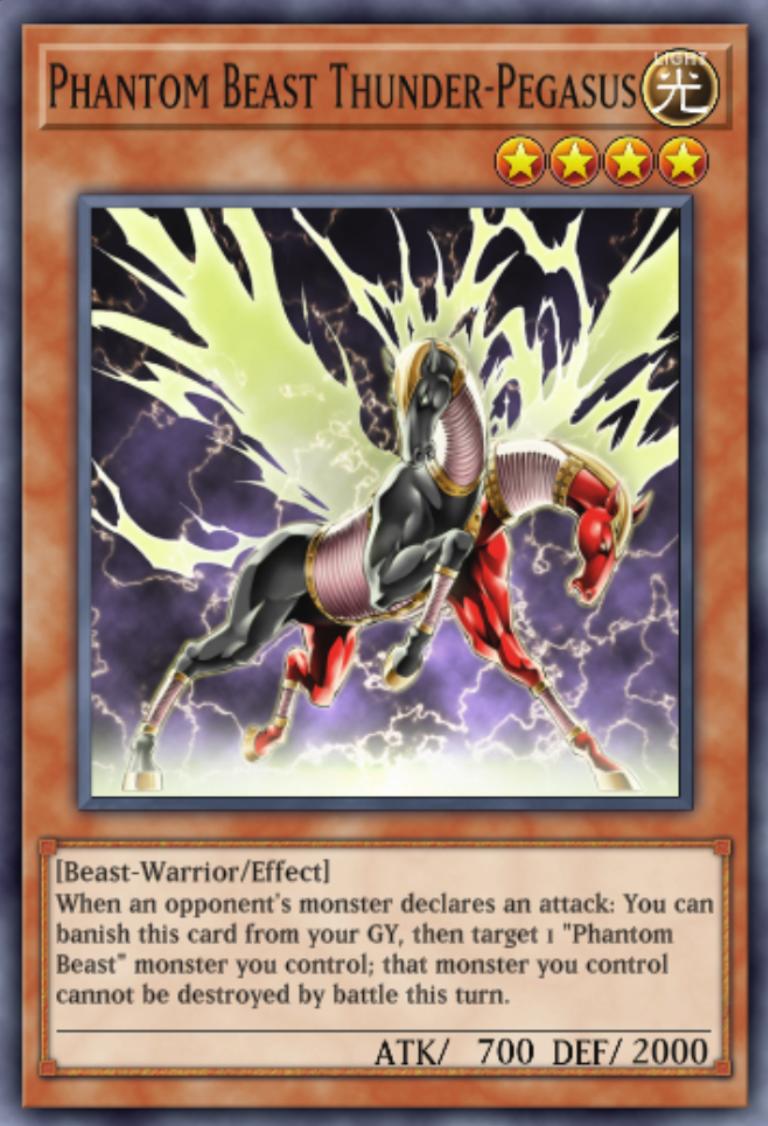 PHANTOM BEAST THUNDER-PEGASUS
LIGHT
光
[Beast-Warrior/Effect]
When an opponent's monster declares an attack: You can
banish this card from your GY, then target 1 "Phantom
Beast" monster you control; that monster you control
cannot be destroyed by battle this turn.
ATK/ 700 DEF/ 2000